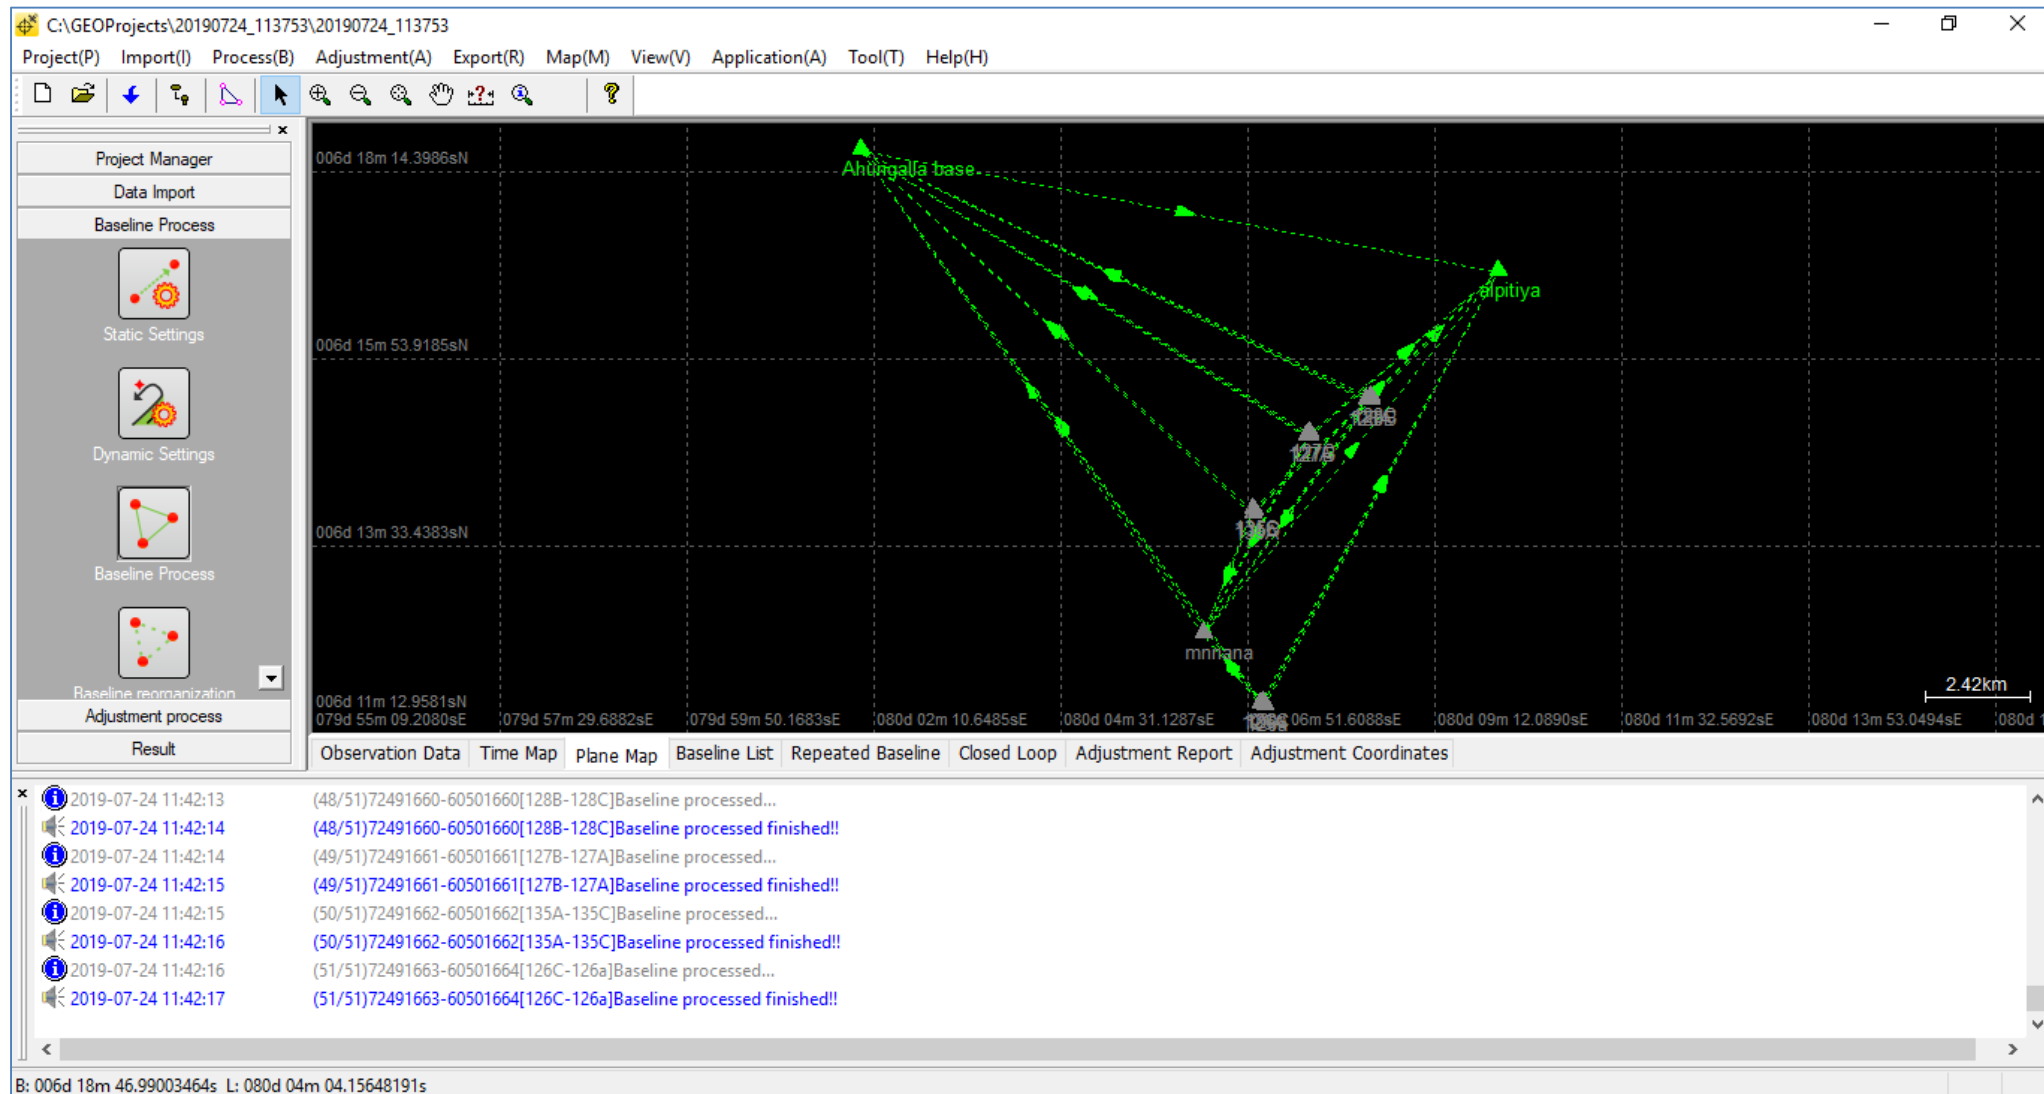 C:\GEOProjects\20190724_113753\20190724_113753
Project(P) Import(I) Process(B) Adjustment(A) Export(R) Map(M) View(V) Application(A) Tool(T) Help(H)
Project Manager
Data Import
Baseline Process
Static Settings
Dynamic Settings
Baseline Process
Baseline reorganization
Adjustment process
Result
006d 18m 14.3986sN
Ahungalla base
alpitiya
006d 15m 53.9185sN
006d 13m 33.4383sN
mnnana
2.42km
006d 11m 12.9581sN
079d 55m 09.2080sE 079d 57m 29.6882sE 079d 59m 50.1683sE 080d 02m 10.6485sE 080d 04m 31.1287sE 06m 51.6088sE 080d 09m 12.0890sE 080d 11m 32.5692sE 080d 13m 53.0494sE
Observation Data Time Map Plane Map Baseline List Repeated Baseline Closed Loop Adjustment Report Adjustment Coordinates
2019-07-24 11:42:13 (48/51)72491660-60501660[128B-128C]Baseline processed...
2019-07-24 11:42:14 (48/51)72491660-60501660[128B-128C]Baseline processed finished!!
2019-07-24 11:42:14 (49/51)72491661-60501661[127B-127A]Baseline processed...
2019-07-24 11:42:15 (49/51)72491661-60501661[127B-127A]Baseline processed finished!!
2019-07-24 11:42:15 (50/51)72491662-60501662[135A-135C]Baseline processed...
2019-07-24 11:42:16 (50/51)72491662-60501662[135A-135C]Baseline processed finished!!
2019-07-24 11:42:16 (51/51)72491663-60501664[126C-126a]Baseline processed...
2019-07-24 11:42:17 (51/51)72491663-60501664[126C-126a]Baseline processed finished!!
B: 006d 18m 46.99003464s L: 080d 04m 04.15648191s